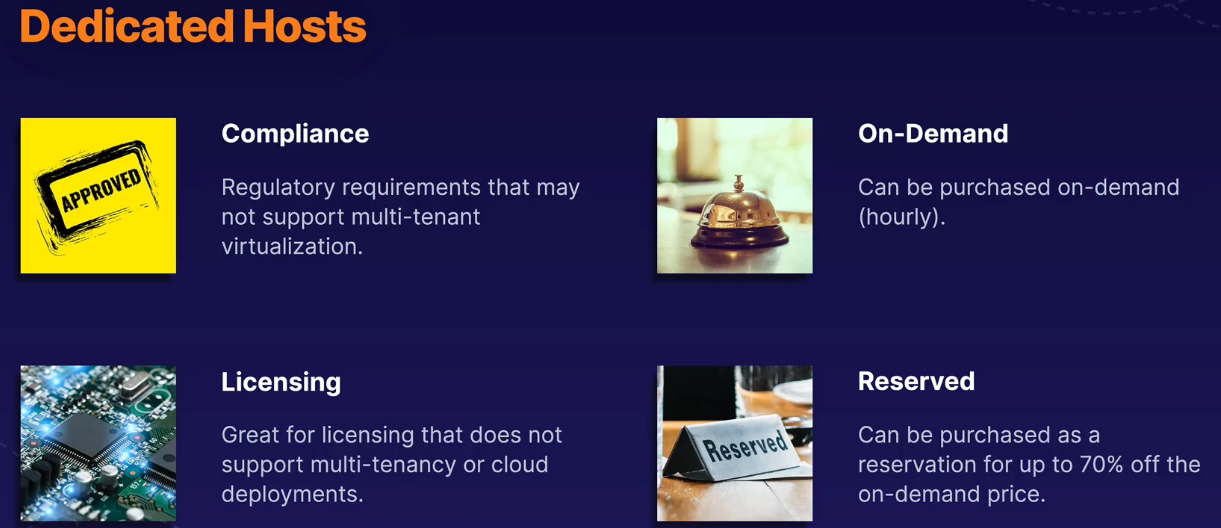 Dedicated Hosts
APPROVED
Compliance
Regulatory requirements that may
not support multi-tenant
virtualization.
On-Demand
Can be purchased on-demand
(hourly).
Licensing
Great for licensing that does not
support multi-tenancy or cloud
deployments.
Reserved
Reserved
Can be purchased as a
reservation for up to 70% off the
on-demand price.